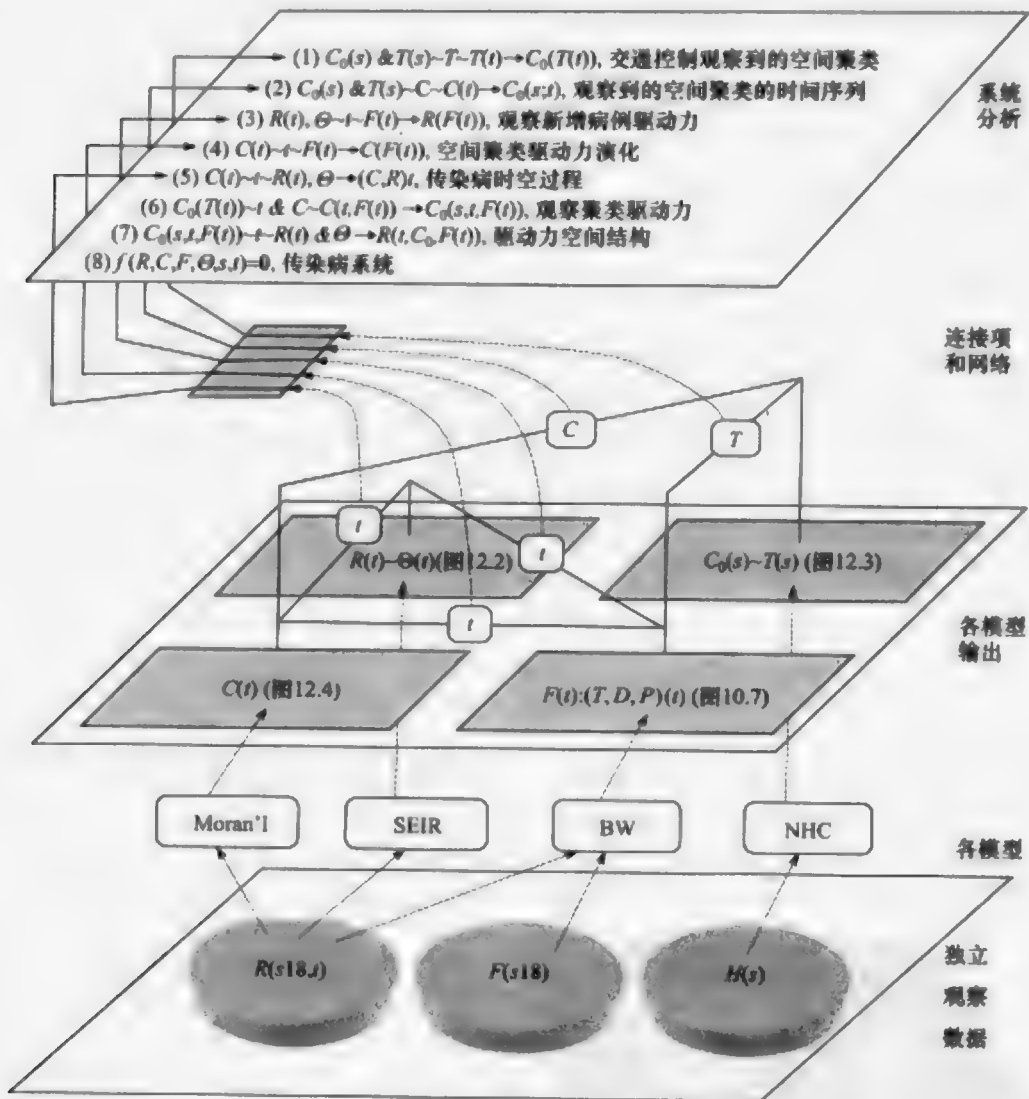 (1) C₀(s) &T(s)~T~T(t)→C₀(T(t)), 交通控制观察到的空间聚类
(2) C₀(s) &T(s)~C~C(t)→C₀(s;t), 观察到的空间聚类的时间序列
(3) R(t), Θ~t~F(t)→R(F(t)), 观察新增病例驱动力
(4) C(t)~t~F(t)→C(F(t)), 空间聚类驱动力演化
(5) C(t)~t~R(t), Θ→(C,R)t, 传染病时空过程
(6) C₀(T(t))~t & C~C(t,F(t)) →C₀(s,t,F(t)), 观察聚类驱动力
(7) C₀(s,t,F(t))~t~R(t) &Θ→R(t,C₀,F(t)), 驱动力空间结构
(8) f(R,C,F,Θ,s,t)=0, 传染病系统
系统
分析
连接项
和网络
C
T
t
t
t
R(t)~Θ(t)(图12.2)
C₀(s)~T(s) (图12.3)
C(t) (图12.4)
F(t):(T, D, P)(t) (图10.7)
各模型
输出
Moran'I
SEIR
BW
NHC
各模型
R(s18,t)
F(s18)
H(s)
独立
观察
数据